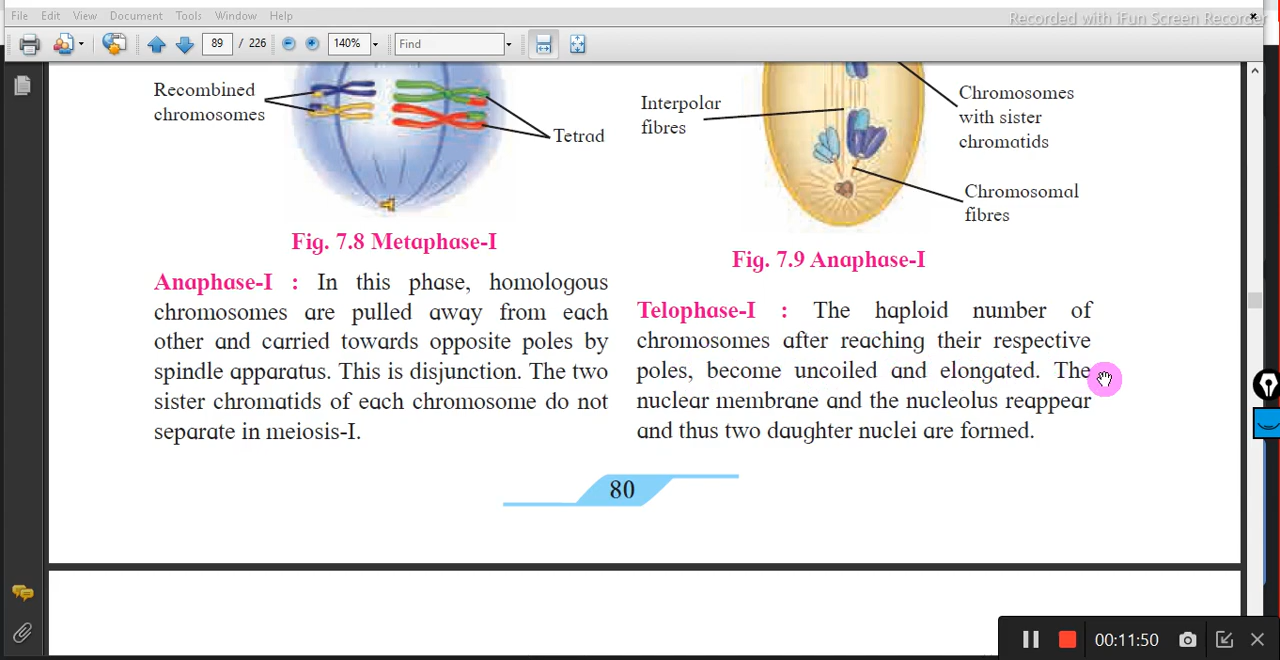 File Edit View Document Tools Window Help
Recorded with iFun Screen Recorder
89 / 226 140% Find
Recombined
chromosomes
Tetrad
Fig. 7.8 Metaphase-I
Anaphase-I : In this phase, homologous
chromosomes are pulled away from each
other and carried towards opposite poles by
spindle apparatus. This is disjunction. The two
sister chromatids of each chromosome do not
separate in meiosis-I.
Interpolar
fibres
Chromosomes
with sister
chromatids
Chromosomal
fibres
Fig. 7.9 Anaphase-I
Telophase-I : The haploid number of
chromosomes after reaching their respective
poles, become uncoiled and elongated. The
nuclear membrane and the nucleolus reappear
and thus two daughter nuclei are formed.
80
00:11:50